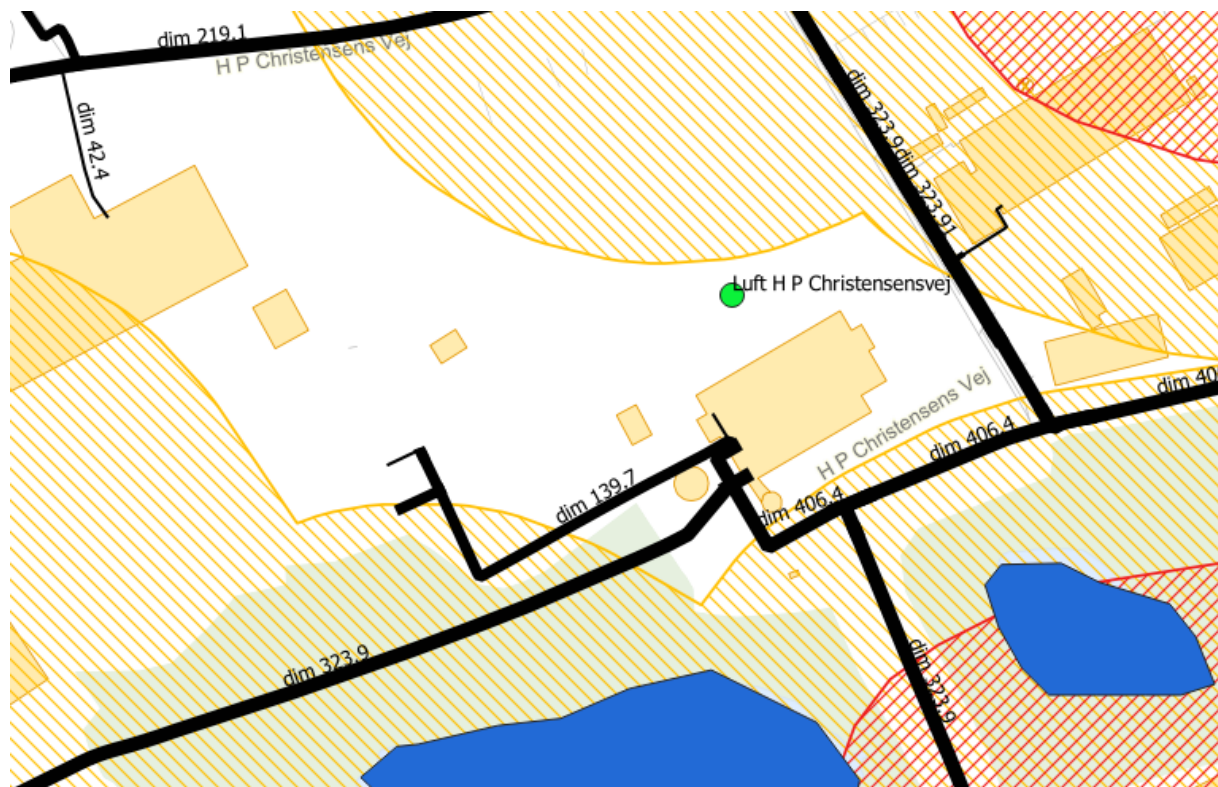 dim 219.1
H P Christensens Vej
dim 42.4
dim 323.9
dim 323.91
Luft H P Christensensvej
H P Christensens Vej
dim 40
dim 406.4
dim 139.7
dim 406.4
dim 323.9
dim 323.9